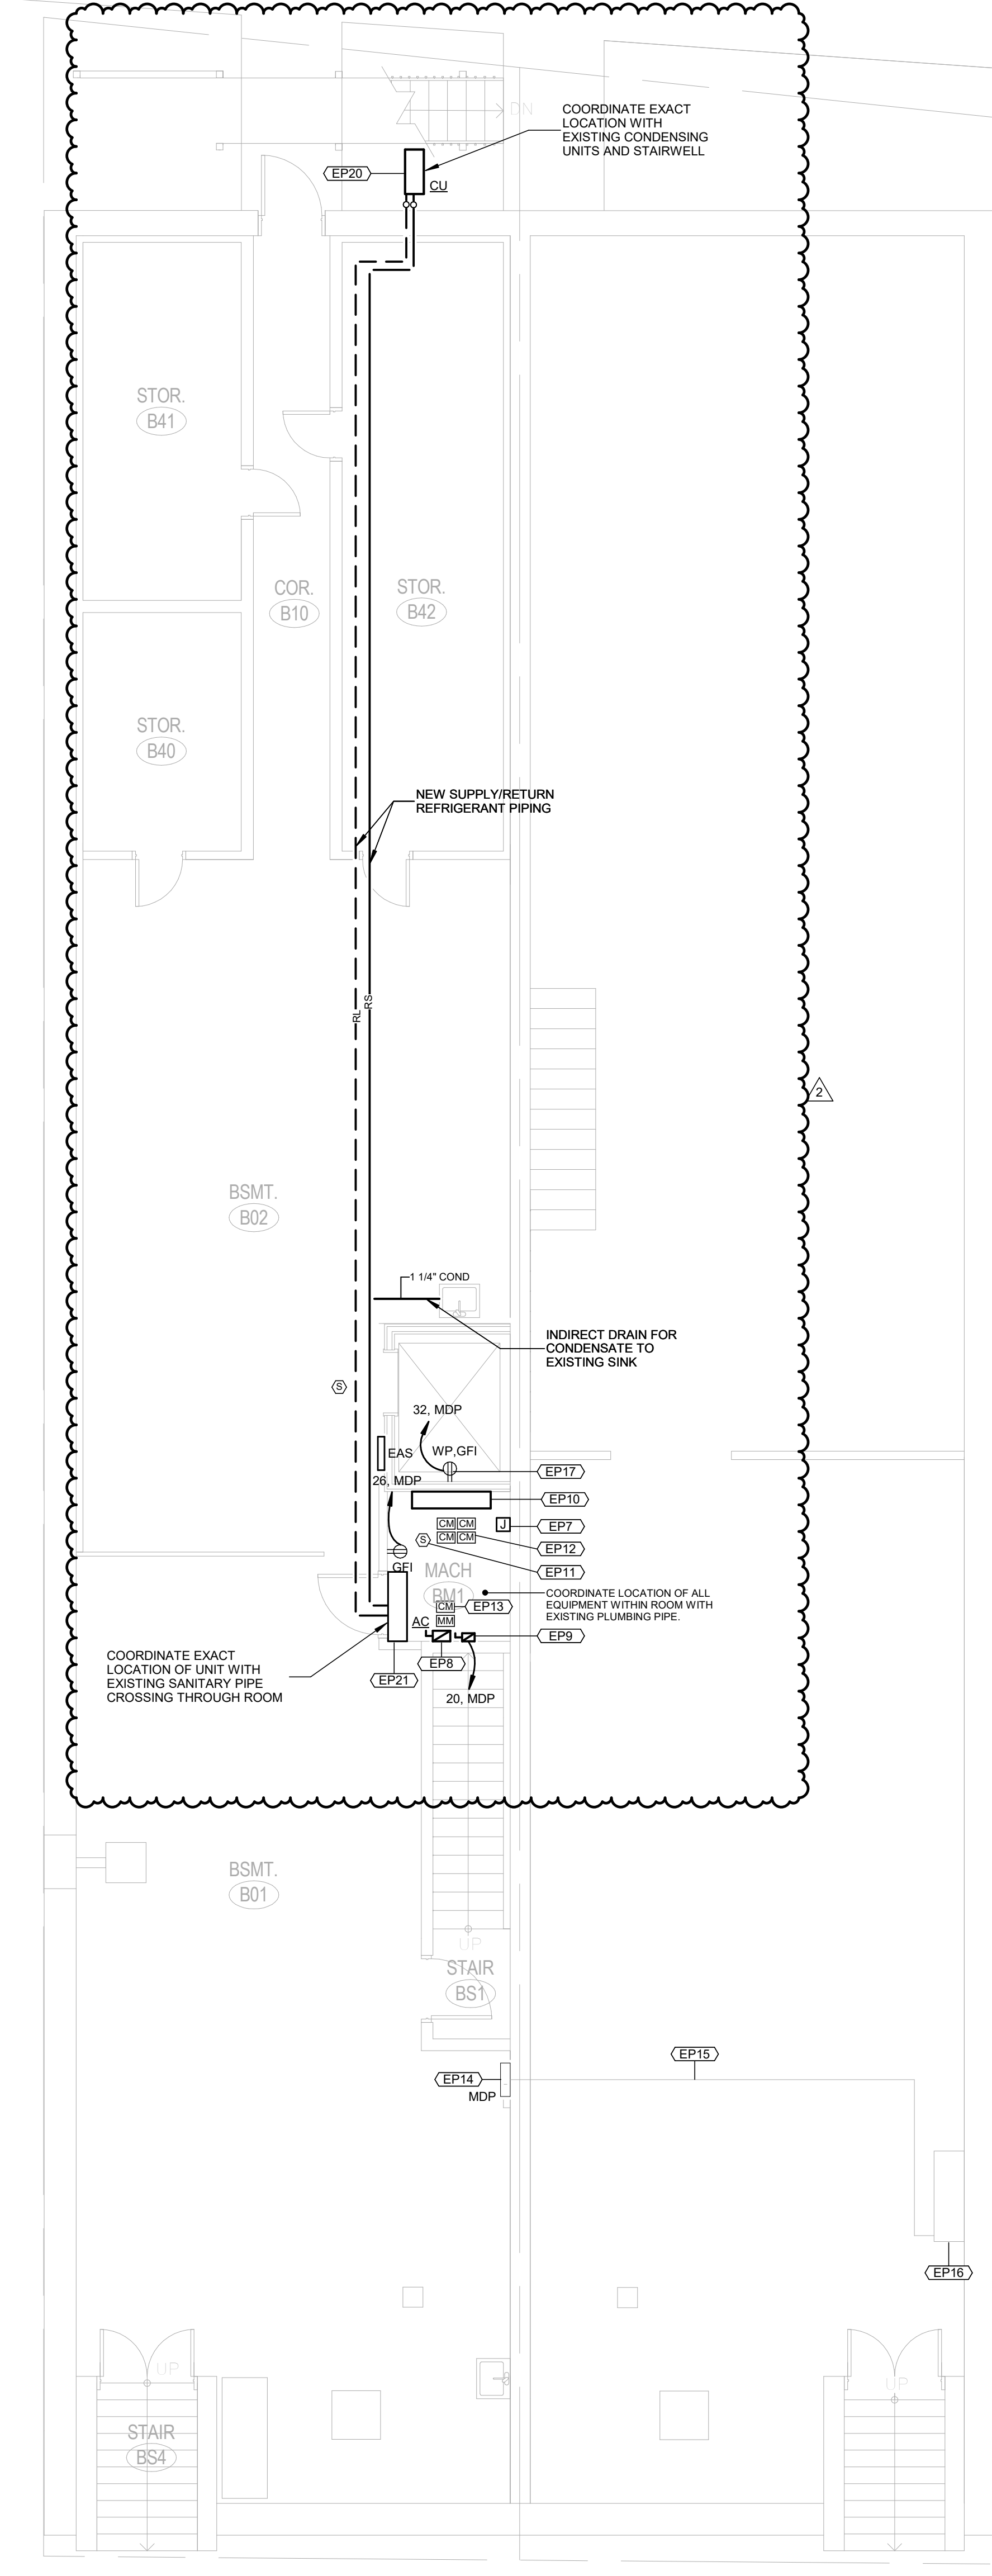 DN
COORDINATE EXACT
LOCATION WITH
EXISTING CONDENSING
UNITS AND STAIRWELL
EP20
CU
STOR.
B41
COR.
B10
STOR.
B42
STOR.
B40
NEW SUPPLY/RETURN
REFRIGERANT PIPING
RL
RS
2
BSMT.
B02
1 1/4" COND
INDIRECT DRAIN FOR
CONDENSATE TO
EXISTING SINK
S
32, MDP
EAS
WP,GFI
26, MDP
EP17
EP10
CM CM
CM CM
J
EP7
EP12
S
EP11
GFI
MACH
BM1
COORDINATE LOCATION OF ALL
EQUIPMENT WITHIN ROOM WITH
EXISTING PLUMBING PIPE.
CM
EP13
MM
AC
EP9
EP8
EP21
COORDINATE EXACT
LOCATION OF UNIT WITH
EXISTING SANITARY PIPE
CROSSING THROUGH ROOM
20, MDP
BSMT.
B01
UP
STAIR
BS1
EP15
EP14
MDP
EP16
UP
UP
STAIR
BS4